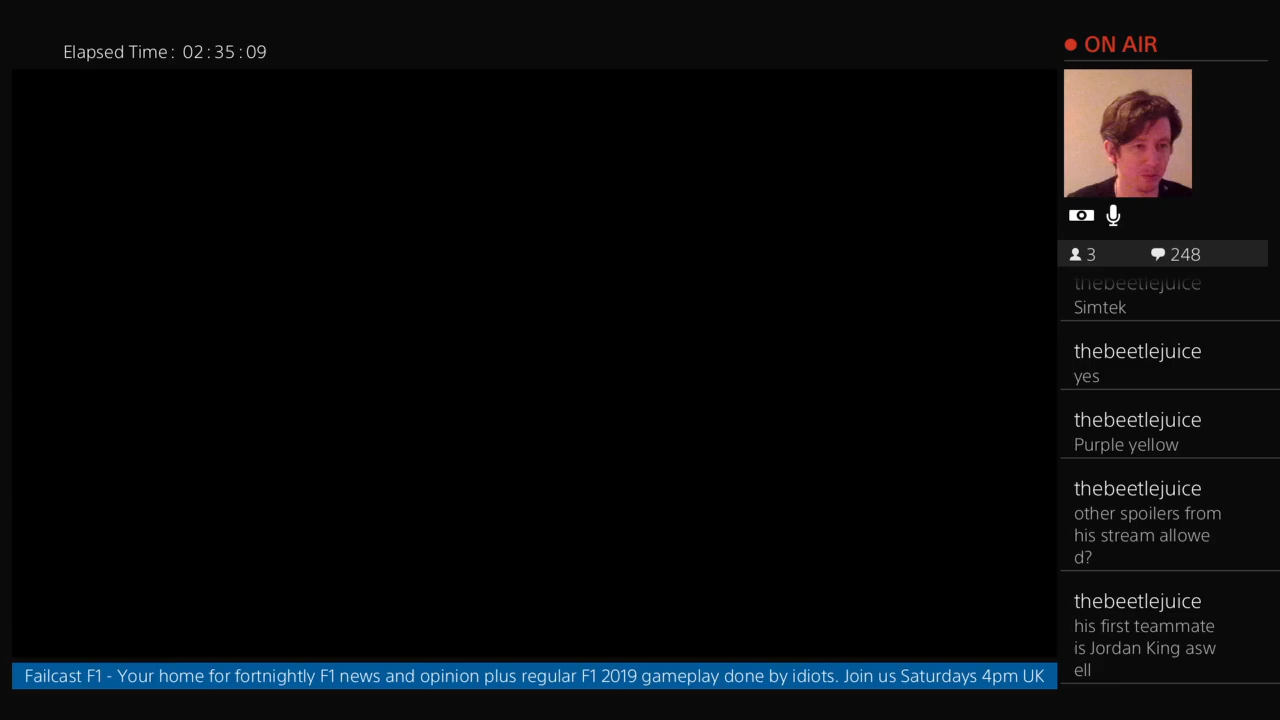 Elapsed Time: 02:35:09
ON AIR
3 248
thebeetlejuice
Simtek
thebeetlejuice
yes
thebeetlejuice
Purple yellow
thebeetlejuice
other spoilers from
his stream allowe
d?
thebeetlejuice
his first teammate
is Jordan King asw
ell
Failcast F1 - Your home for fortnightly F1 news and opinion plus regular F1 2019 gameplay done by idiots. Join us Saturdays 4pm UK